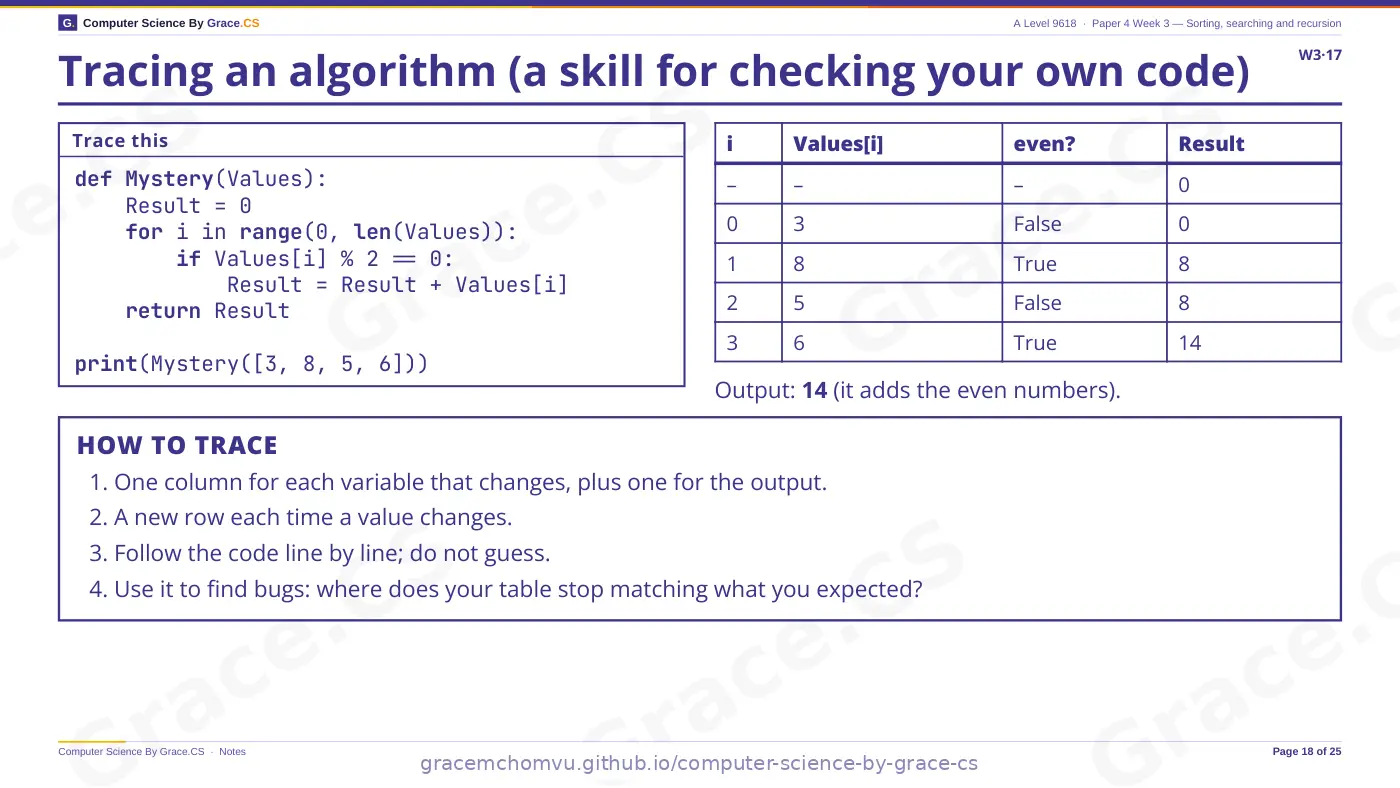 G. Computer Science By Grace.CS
A Level 9618 · Paper 4 Week 3 — Sorting, searching and recursion
Tracing an algorithm (a skill for checking your own code)
W3·17
Trace this
def Mystery(Values):
    Result = 0
    for i in range(0, len(Values)):
        if Values[i] % 2 == 0:
            Result = Result + Values[i]
    return Result
print(Mystery([3, 8, 5, 6]))
i Values[i] even? Result
– – – 0
0 3 False 0
1 8 True 8
2 5 False 8
3 6 True 14
Output: 14 (it adds the even numbers).
HOW TO TRACE
1. One column for each variable that changes, plus one for the output.
2. A new row each time a value changes.
3. Follow the code line by line; do not guess.
4. Use it to find bugs: where does your table stop matching what you expected?
Computer Science By Grace.CS · Notes
Page 18 of 25
gracemchomvu.github.io/computer-science-by-grace-cs